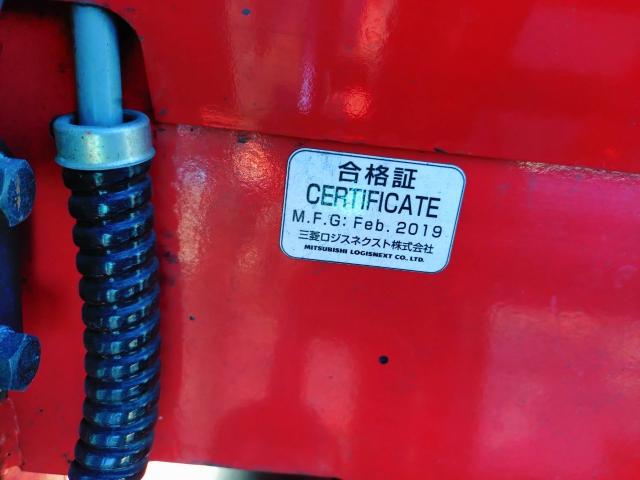 合格証
CERTIFICATE
M.F.G: Feb. 2019
三菱ロジスネクスト株式会社
MITSUBISHI LOGISNEXT CO., LTD.